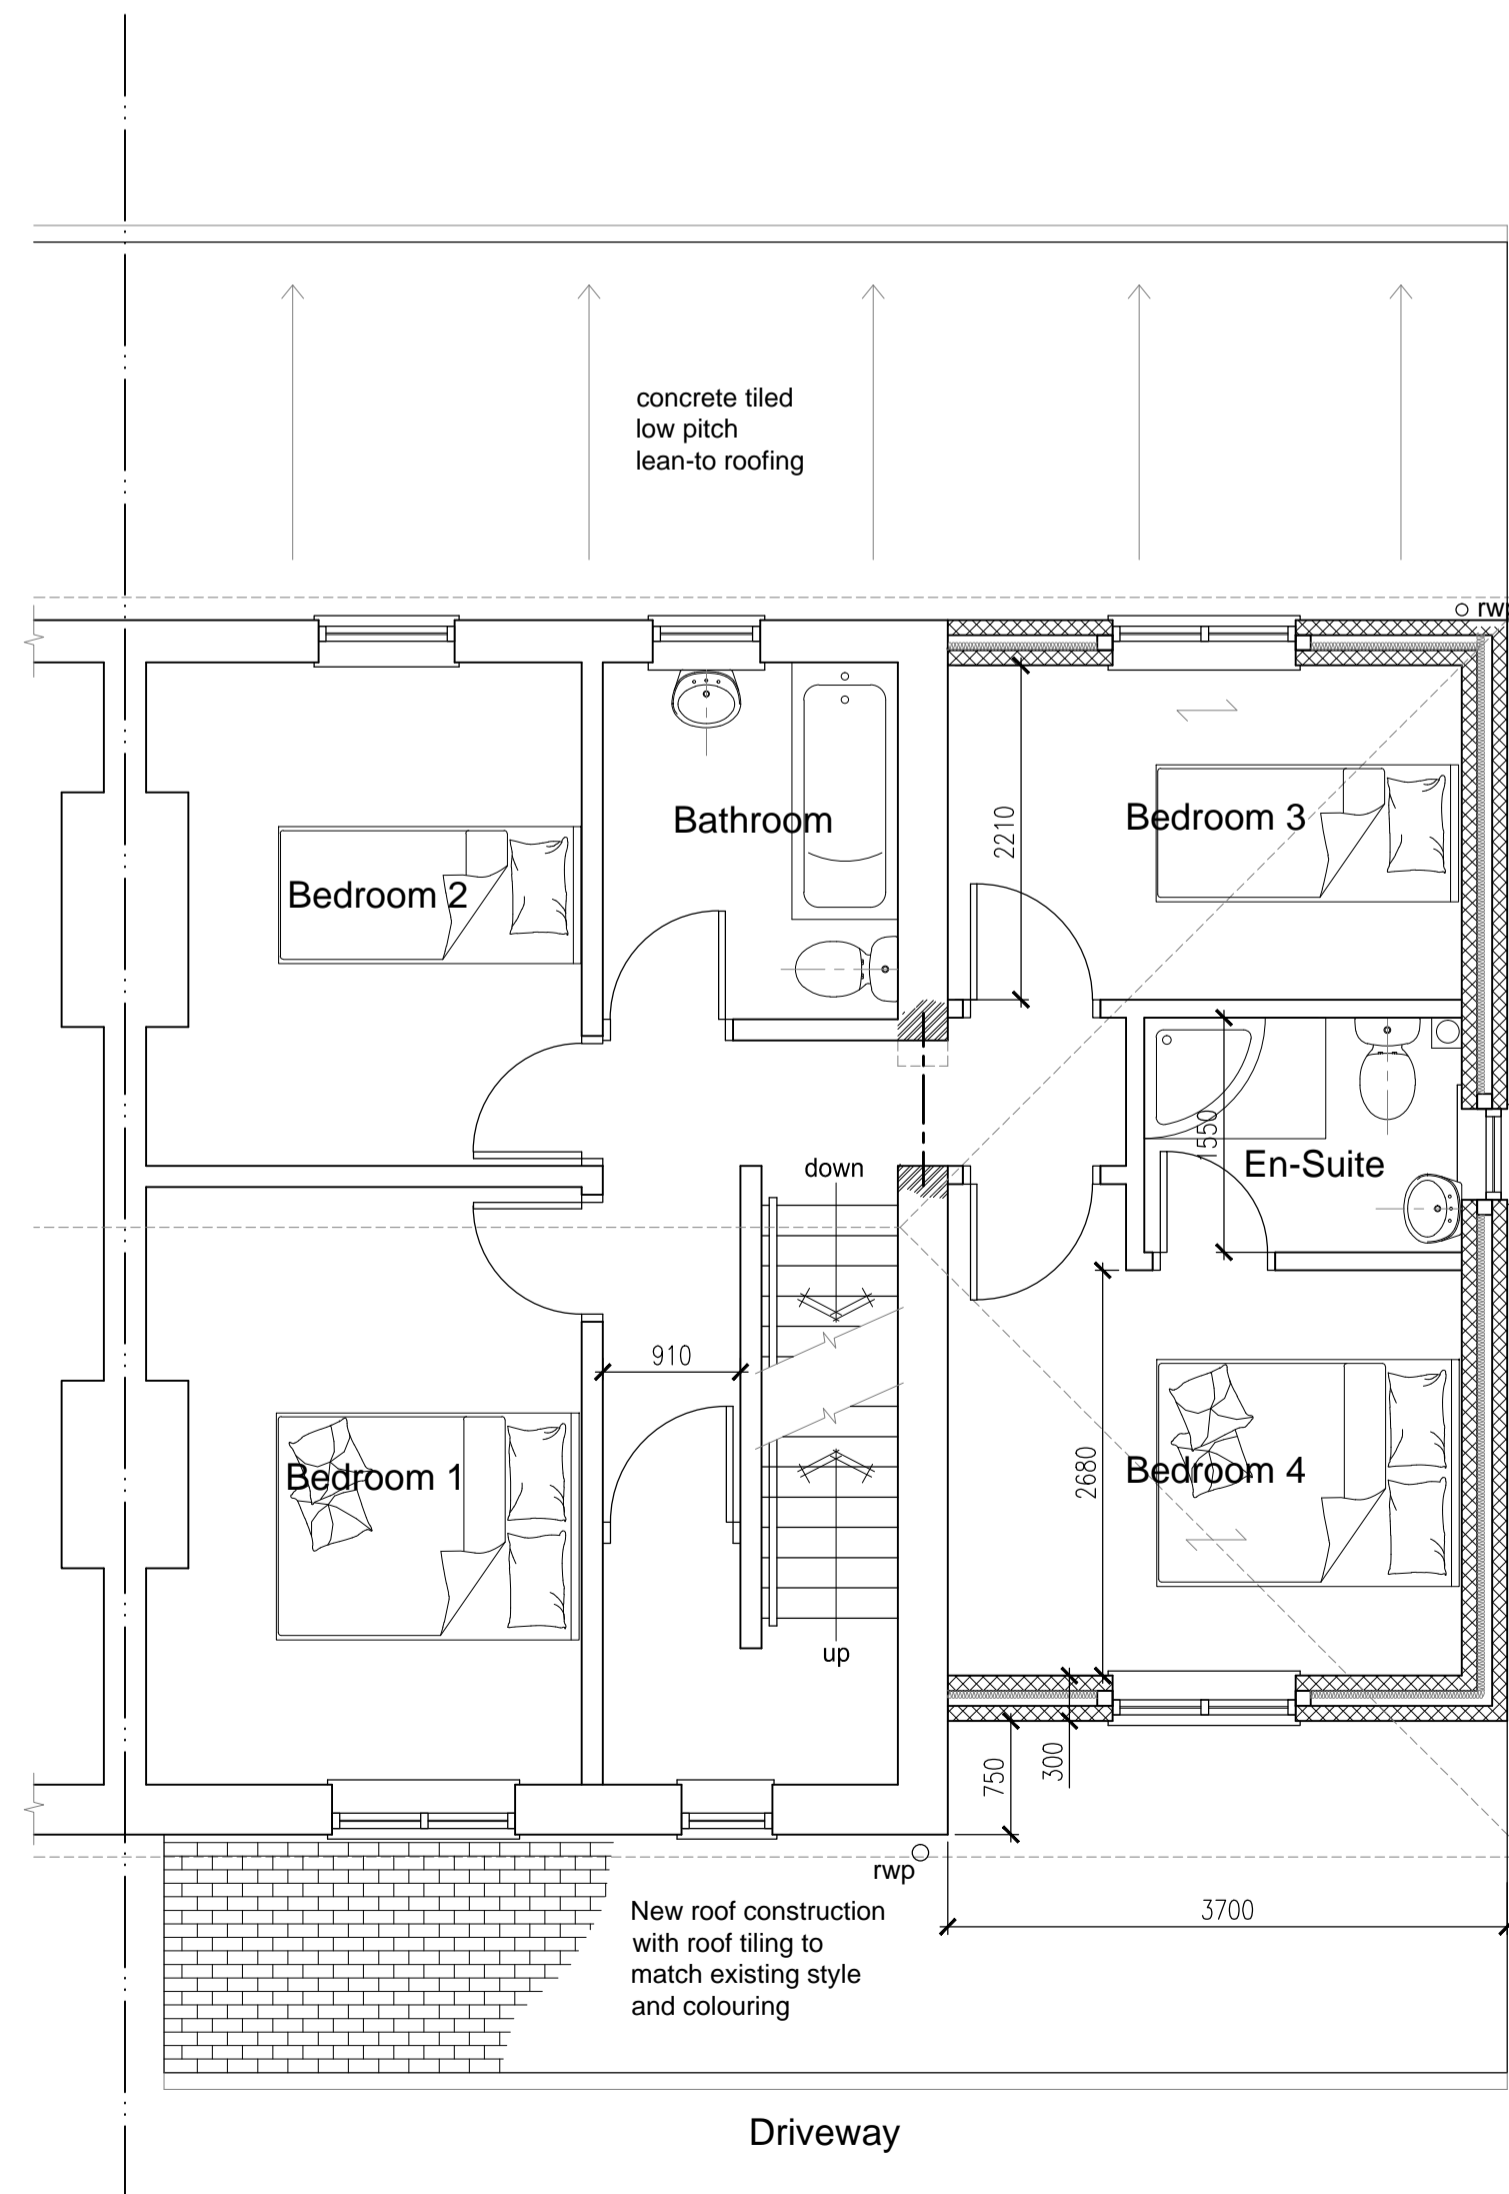 concrete tiled
low pitch
lean-to roofing
rw
Bathroom
Bedroom 3
2210
Bedroom 2
1550
En-Suite
down
910
2680
Bedroom 4
Bedroom 1
up
750
300
rwp
3700
New roof construction
with roof tiling to
match existing style
and colouring
Driveway